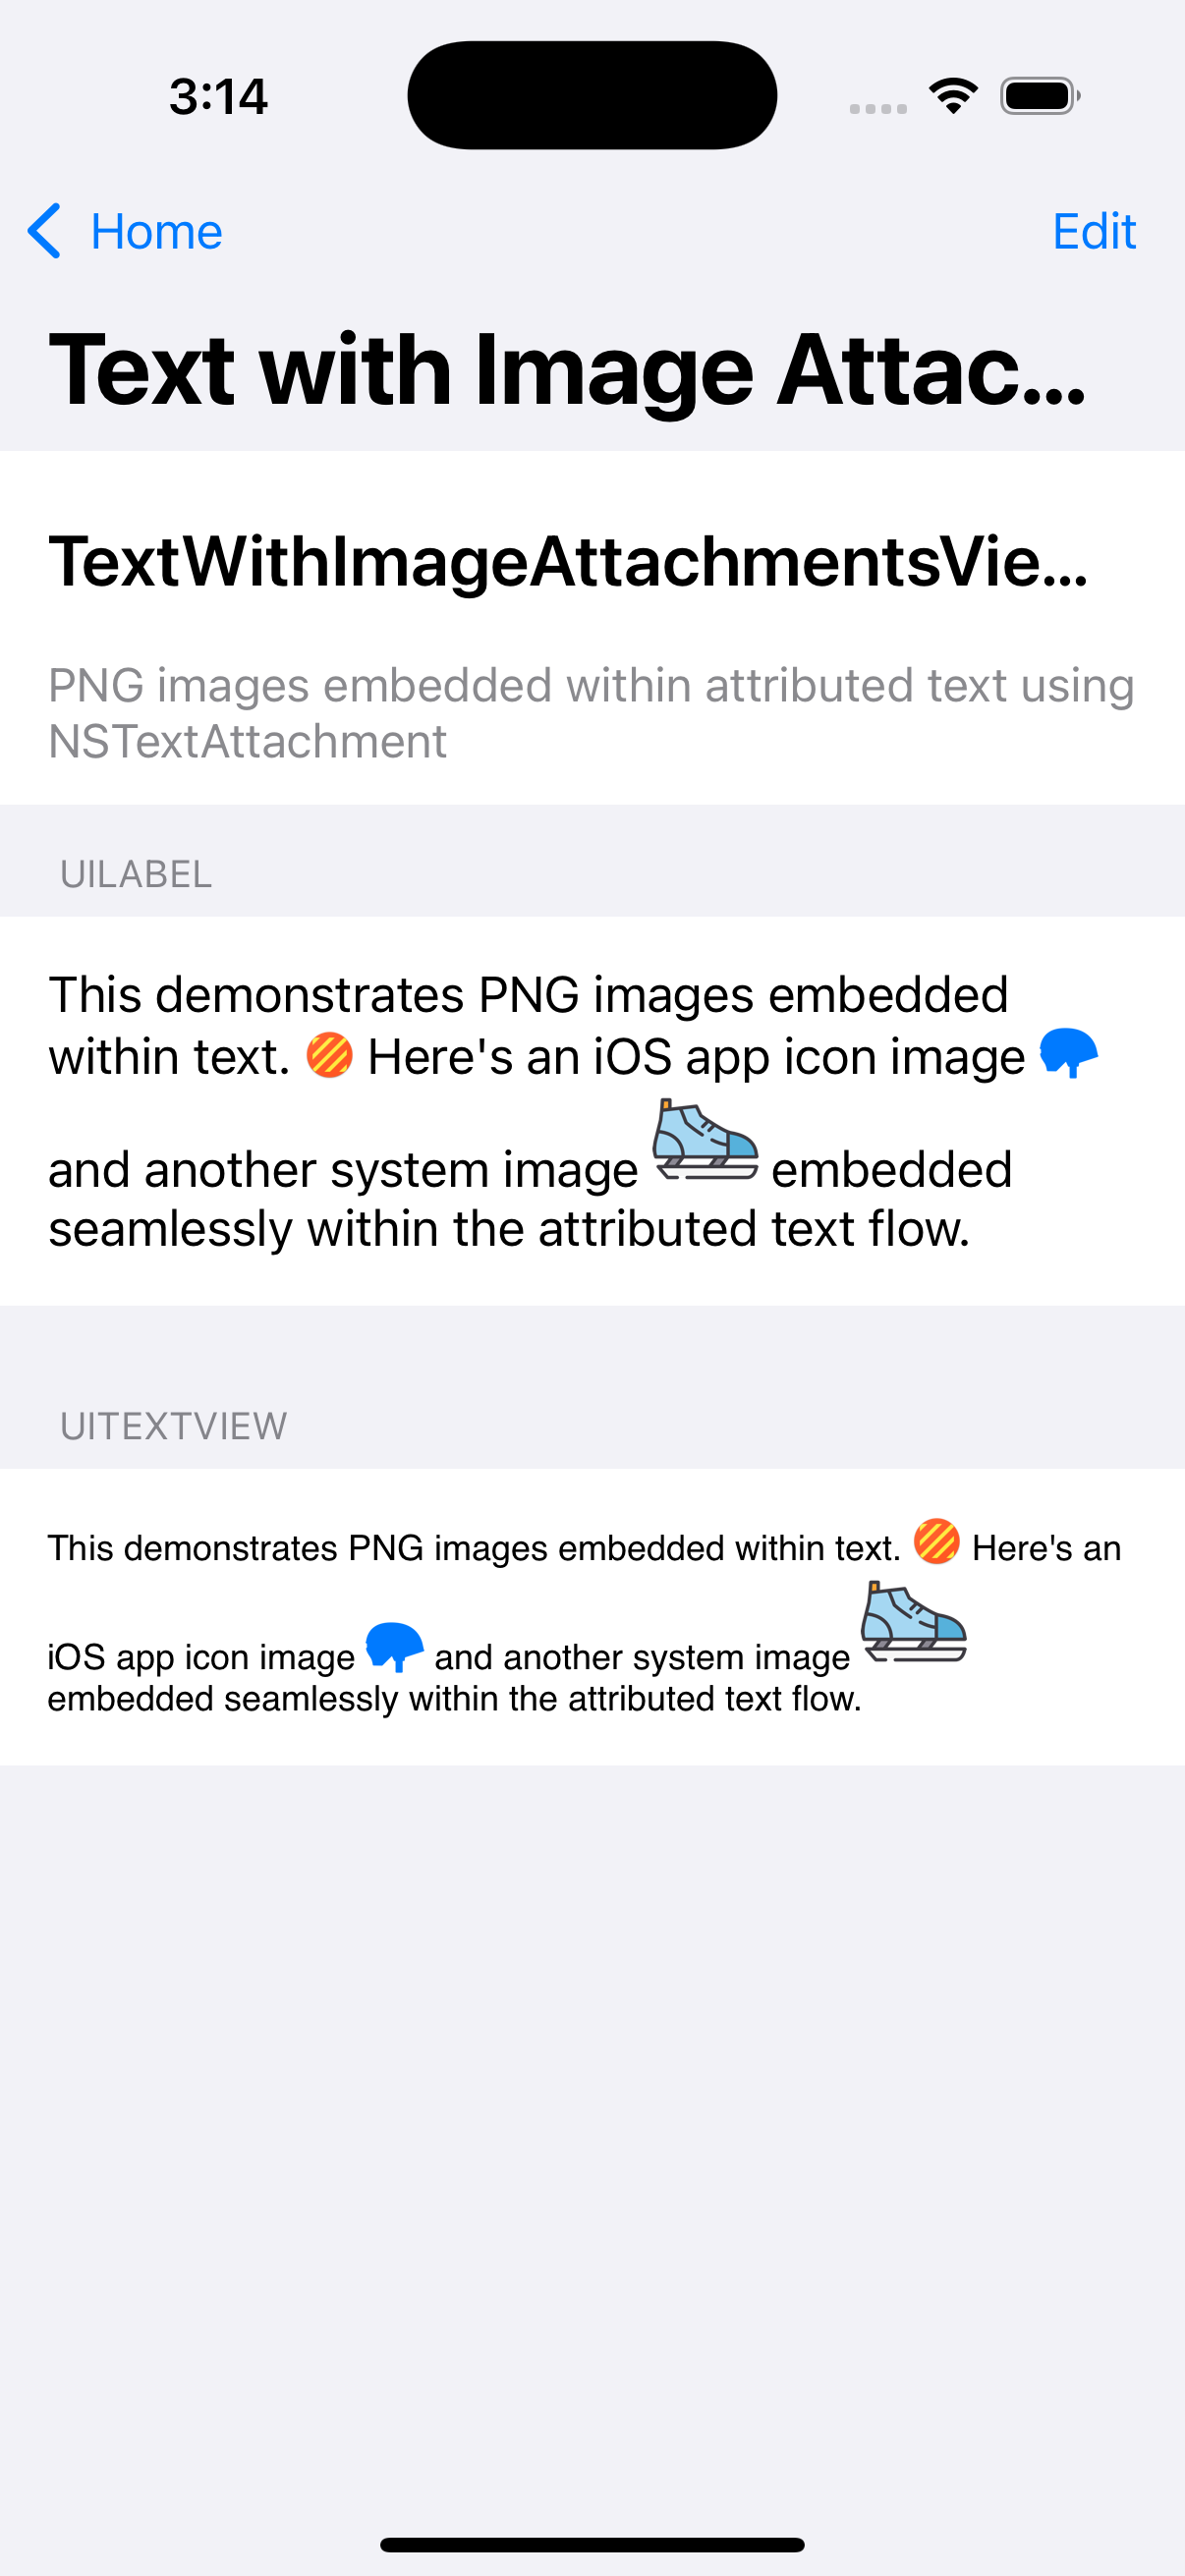 3:14
Home
Edit
Text with Image Attac...
TextWithImageAttachmentsVie...
PNG images embedded within attributed text using
NSTextAttachment
UILABEL
This demonstrates PNG images embedded
within text. Here's an iOS app icon image
and another system image embedded
seamlessly within the attributed text flow.
UITEXTVIEW
This demonstrates PNG images embedded within text. Here's an
iOS app icon image and another system image
embedded seamlessly within the attributed text flow.